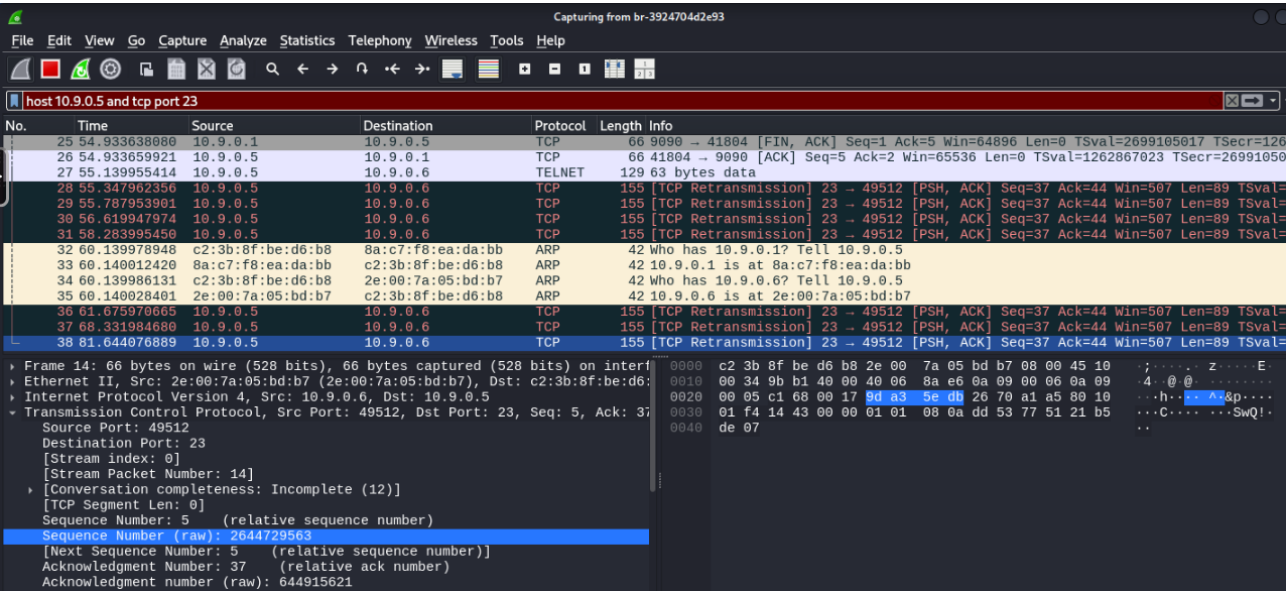 Capturing from br-3924704d2e93
File Edit View Go Capture Analyze Statistics Telephony Wireless Tools Help
host 10.9.0.5 and tcp port 23
No. Time Source Destination Protocol Length Info
25 54.933638080 10.9.0.1 10.9.0.5 TCP 66 9090 → 41804 [FIN, ACK] Seq=1 Ack=5 Win=64896 Len=0 TSval=2699105017 TSecr=126
26 54.933659921 10.9.0.5 10.9.0.1 TCP 66 41804 → 9090 [ACK] Seq=5 Ack=2 Win=65536 Len=0 TSval=1262867023 TSecr=26991050
27 55.139955414 10.9.0.5 10.9.0.6 TELNET 129 63 bytes data
28 55.347962356 10.9.0.5 10.9.0.6 TCP 155 [TCP Retransmission] 23 → 49512 [PSH, ACK] Seq=37 Ack=44 Win=507 Len=89 TSval=
29 55.787953901 10.9.0.5 10.9.0.6 TCP 155 [TCP Retransmission] 23 → 49512 [PSH, ACK] Seq=37 Ack=44 Win=507 Len=89 TSval=
30 56.619947974 10.9.0.5 10.9.0.6 TCP 155 [TCP Retransmission] 23 → 49512 [PSH, ACK] Seq=37 Ack=44 Win=507 Len=89 TSval=
31 58.283995450 10.9.0.5 10.9.0.6 TCP 155 [TCP Retransmission] 23 → 49512 [PSH, ACK] Seq=37 Ack=44 Win=507 Len=89 TSval=
32 60.139978948 c2:3b:8f:be:d6:b8 8a:c7:f8:ea:da:bb ARP 42 Who has 10.9.0.1? Tell 10.9.0.5
33 60.140012420 8a:c7:f8:ea:da:bb c2:3b:8f:be:d6:b8 ARP 42 10.9.0.1 is at 8a:c7:f8:ea:da:bb
34 60.139986131 c2:3b:8f:be:d6:b8 2e:00:7a:05:bd:b7 ARP 42 Who has 10.9.0.6? Tell 10.9.0.5
35 60.140028401 2e:00:7a:05:bd:b7 c2:3b:8f:be:d6:b8 ARP 42 10.9.0.6 is at 2e:00:7a:05:bd:b7
36 61.675970665 10.9.0.5 10.9.0.6 TCP 155 [TCP Retransmission] 23 → 49512 [PSH, ACK] Seq=37 Ack=44 Win=507 Len=89 TSval=
37 68.331984680 10.9.0.5 10.9.0.6 TCP 155 [TCP Retransmission] 23 → 49512 [PSH, ACK] Seq=37 Ack=44 Win=507 Len=89 TSval=
38 81.644076889 10.9.0.5 10.9.0.6 TCP 155 [TCP Retransmission] 23 → 49512 [PSH, ACK] Seq=37 Ack=44 Win=507 Len=89 TSval=
Frame 14: 66 bytes on wire (528 bits), 66 bytes captured (528 bits) on interf
Ethernet II, Src: 2e:00:7a:05:bd:b7 (2e:00:7a:05:bd:b7), Dst: c2:3b:8f:be:d6:
Internet Protocol Version 4, Src: 10.9.0.6, Dst: 10.9.0.5
Transmission Control Protocol, Src Port: 49512, Dst Port: 23, Seq: 5, Ack: 37
Source Port: 49512
Destination Port: 23
[Stream index: 0]
[Stream Packet Number: 14]
[Conversation completeness: Incomplete (12)]
[TCP Segment Len: 0]
Sequence Number: 5 (relative sequence number)
Sequence Number (raw): 2644729563
[Next Sequence Number: 5 (relative sequence number)]
Acknowledgment Number: 37 (relative ack number)
Acknowledgment number (raw): 644915621
0000 c2 3b 8f be d6 b8 2e 00 7a 05 bd b7 08 00 45 10 ·;····.· z·····E·
0010 00 34 9b b1 40 00 40 06 8a e6 0a 09 00 06 0a 09 ·4··@·@· ········
0020 00 05 c1 68 00 17 9d a3 5e db 26 70 a1 a5 80 10 ···h···· ^·&p····
0030 01 f4 14 43 00 00 01 01 08 0a dd 53 77 51 21 b5 ···C···· ···SwQ!·
0040 de 07 ··